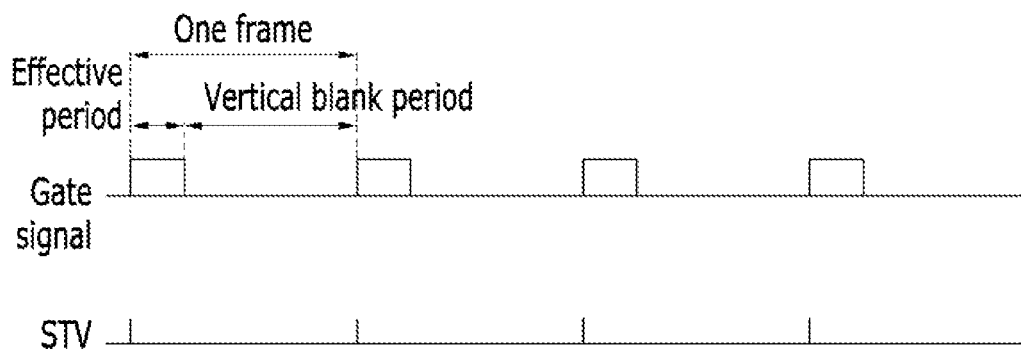 One frame
Effective
period
Vertical blank period
Gate
signal
STV